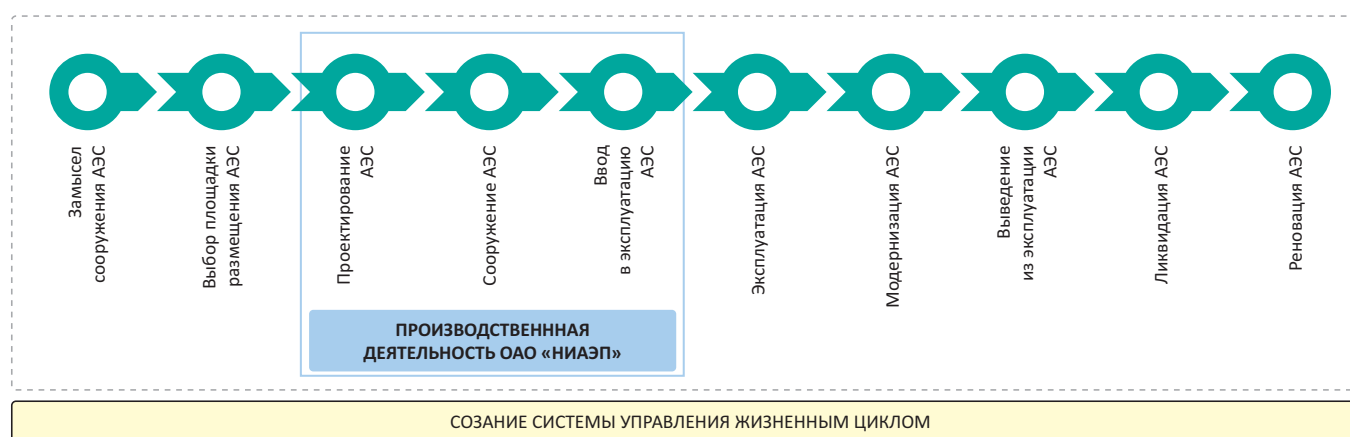 Замысел
сооружения АЭС
Выбор площадки
размещения АЭС
Проектирование
АЭС
Сооружение АЭС
Ввод
в эксплуатацию
АЭС
Эксплуатация АЭС
Модернизация АЭС
Выведение
из эксплуатации
АЭС
Ликвидация АЭС
Реновация АЭС
ПРОИЗВОДСТВЕНННАЯ
ДЕЯТЕЛЬНОСТЬ ОАО «НИАЭП»
СОЗАНИЕ СИСТЕМЫ УПРАВЛЕНИЯ ЖИЗНЕННЫМ ЦИКЛОМ